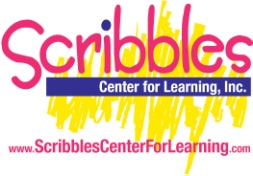 Scribbles
Center for Learning, Inc.
www.ScribblesCenterForLearning.com